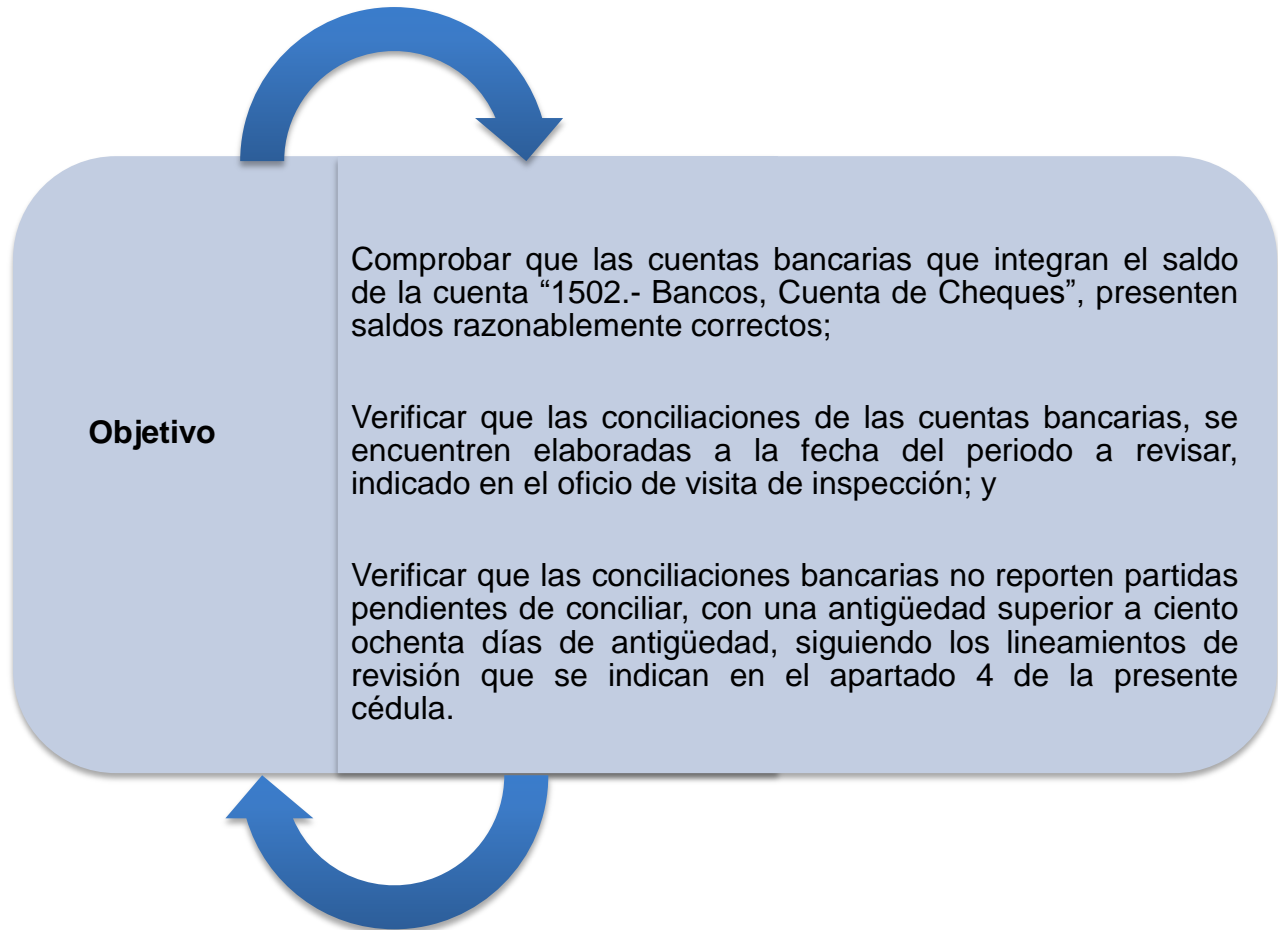 Objetivo
Comprobar que las cuentas bancarias que integran el saldo
de la cuenta “1502.- Bancos, Cuenta de Cheques”, presenten
saldos razonablemente correctos;
Verificar que las conciliaciones de las cuentas bancarias, se
encuentren elaboradas a la fecha del periodo a revisar,
indicado en el oficio de visita de inspección; y
Verificar que las conciliaciones bancarias no reporten partidas
pendientes de conciliar, con una antigüedad superior a ciento
ochenta días de antigüedad, siguiendo los lineamientos de
revisión que se indican en el apartado 4 de la presente
cédula.